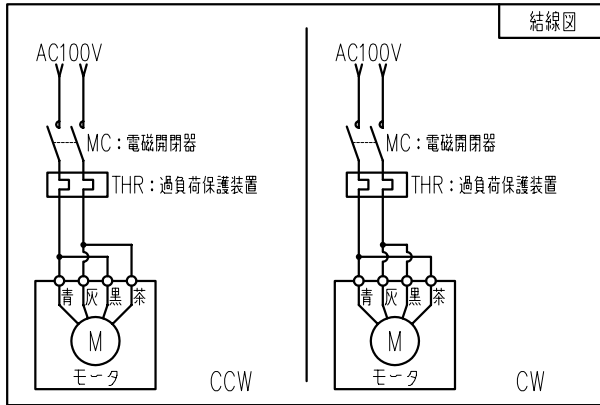 結線図
AC100V
MC：電磁開閉器
THR：過負荷保護装置
青 灰 黒 茶
M
モータ
CCW
AC100V
MC：電磁開閉器
THR：過負荷保護装置
青 灰 黒 茶
M
モータ
CW